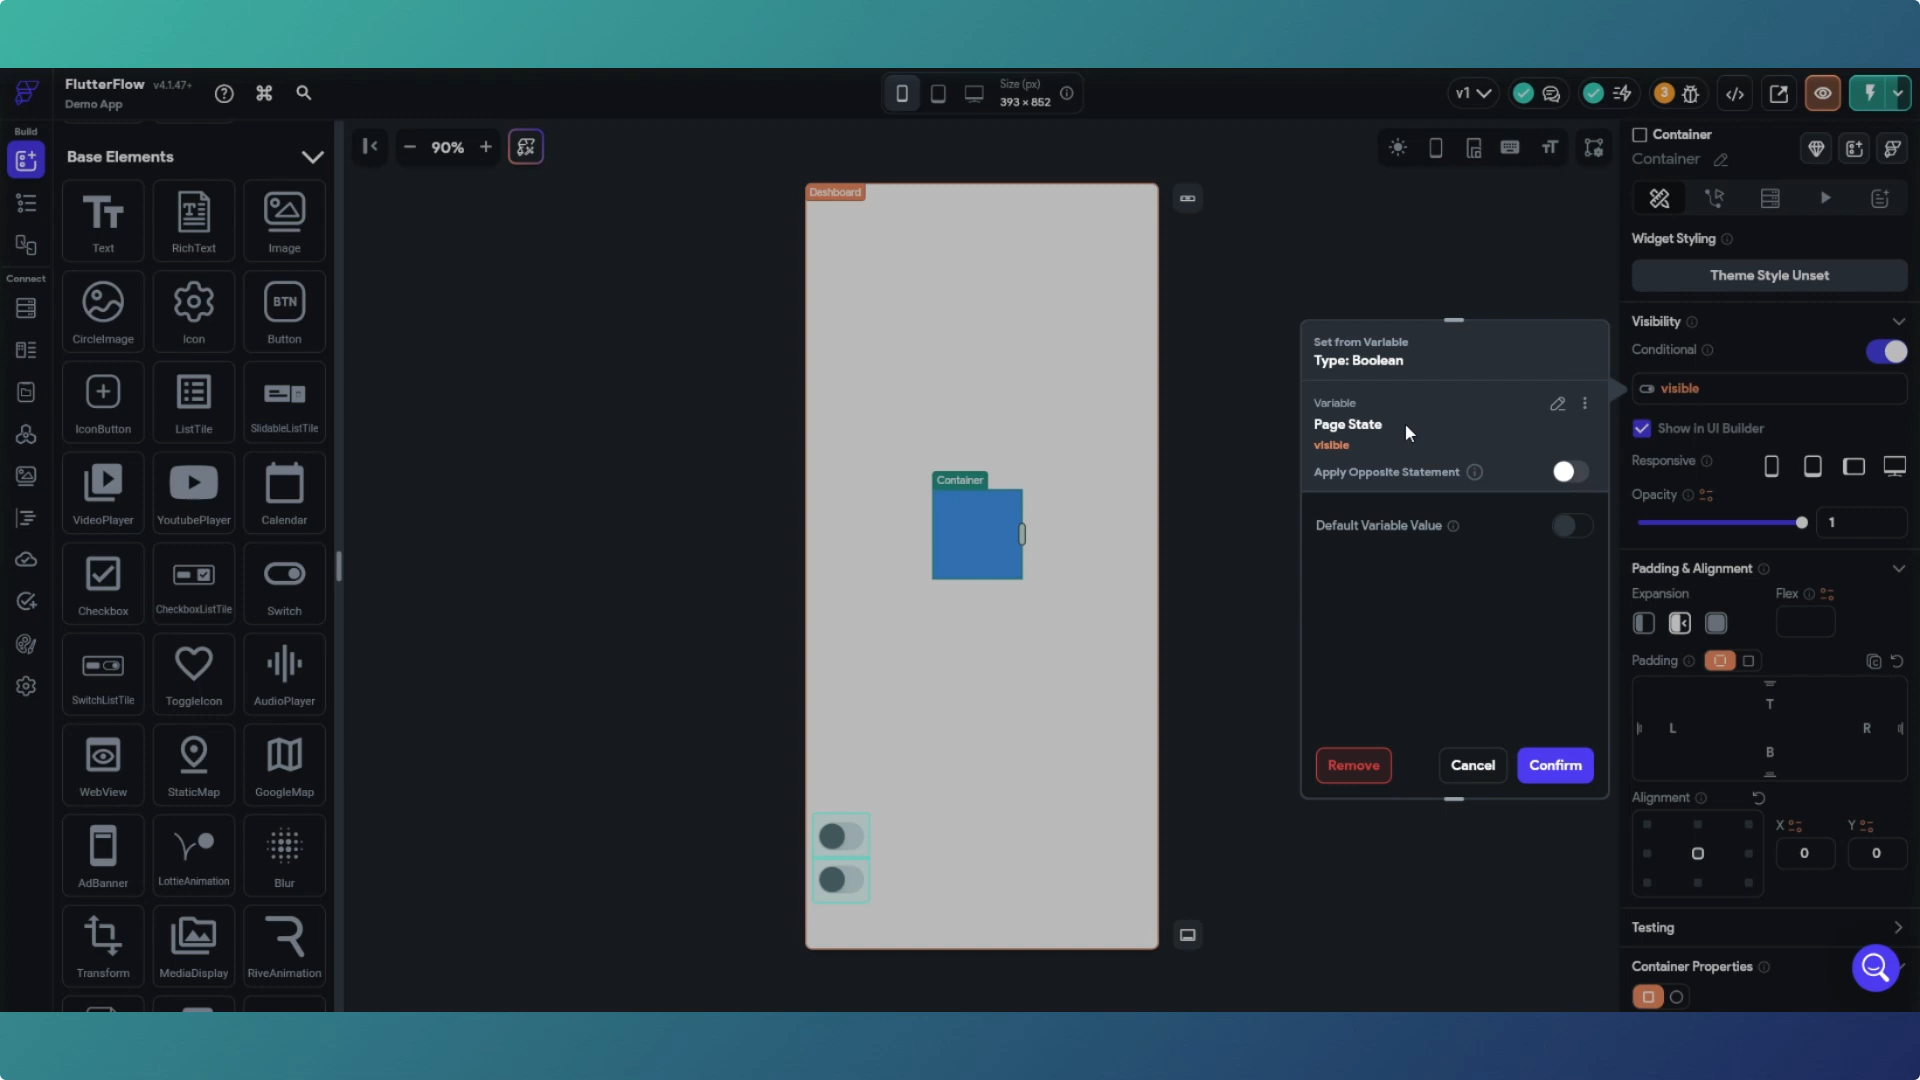 FlutterFlow v4.1.47+
Demo App
Size (px)
393 × 852
v1
3
Build
Connect
Base Elements
Text
RichText
Image
CircleImage
Icon
BTN
Button
IconButton
ListTile
SlidableListTile
VideoPlayer
YoutubePlayer
Calendar
Checkbox
CheckboxListTile
Switch
SwitchListTile
ToggleIcon
AudioPlayer
WebView
StaticMap
GoogleMap
AdBanner
LottieAnimation
Blur
Transform
MediaDisplay
RiveAnimation
90%
Dashboard
Container
Set from Variable
Type: Boolean
Variable
Page State
visible
Apply Opposite Statement
Default Variable Value
Remove
Cancel
Confirm
Container
Container
Widget Styling
Theme Style Unset
Visibility
Conditional
visible
Show in UI Builder
Responsive
Opacity
1
Padding & Alignment
Expansion
Flex
Padding
T
L
R
B
Alignment
X
Y
0
0
Testing
Container Properties